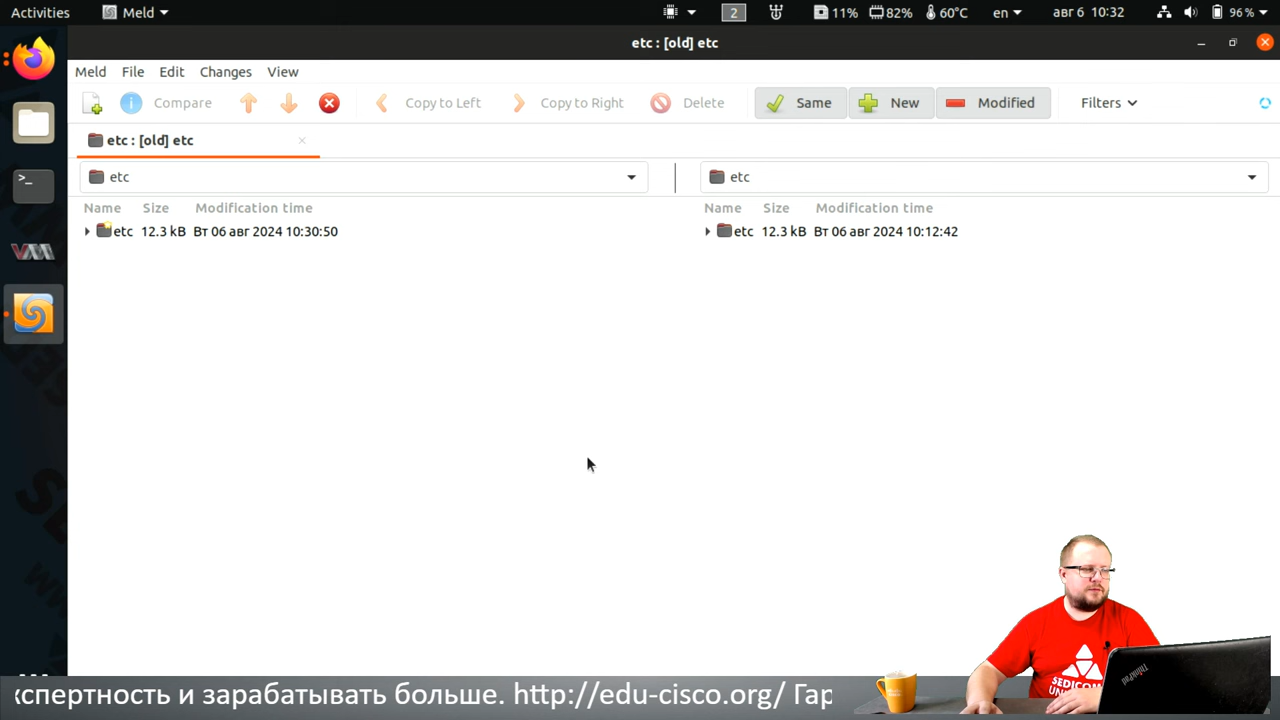 Activities Meld 2 11% 82% 60°C en авг 6 10:32 96%
etc : [old] etc
Meld File Edit Changes View
Compare Copy to Left Copy to Right Delete Same New Modified Filters
etc : [old] etc
etc etc
Name Size Modification time Name Size Modification time
etc 12.3 kB Вт 06 авг 2024 10:30:50 etc 12.3 kB Вт 06 авг 2024 10:12:42
SEDICOM
UN
ThinkPad
кспертность и зарабатывать больше. http://edu-cisco.org/ Гар